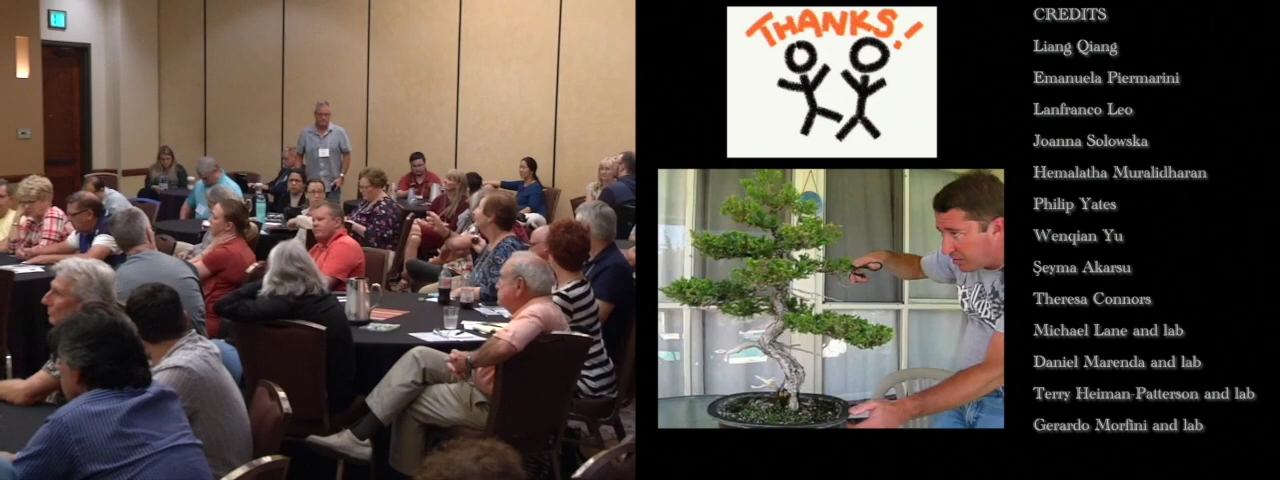 THANKS!
CREDITS
Liang Qiang
Emanuela Piermarini
Lanfranco Leo
Joanna Solowska
Hemalatha Muralidharan
Philip Yates
Wenqian Yu
Şeyma Akarsu
Theresa Connors
Michael Lane and lab
Daniel Marenda and lab
Terry Heiman-Patterson and lab
Gerardo Morfini and lab